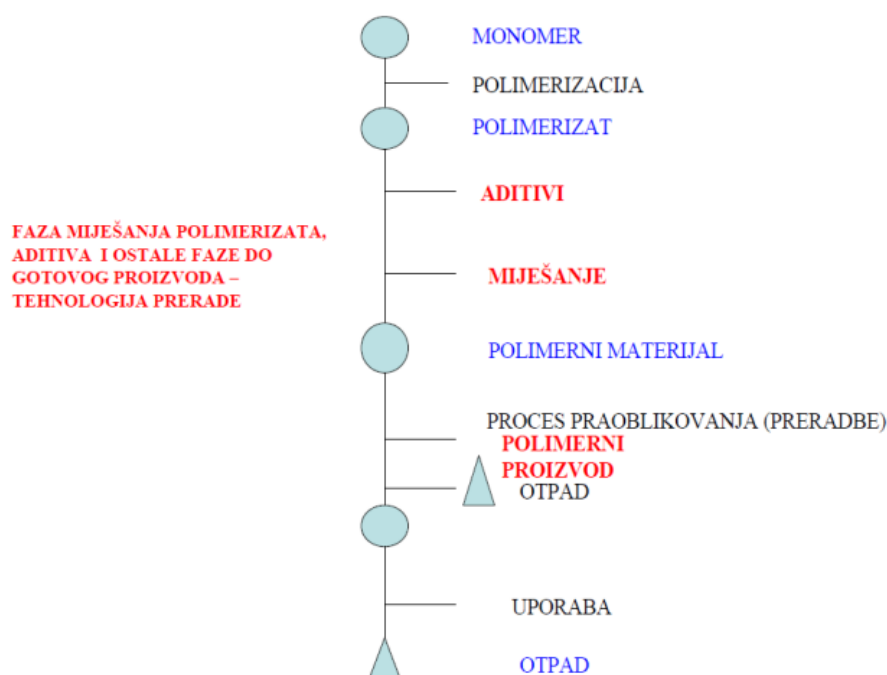 MONOMER
POLIMERIZACIJA
POLIMERIZAT
ADITIVI
FAZA MIJEŠANJA POLIMERIZATA,
ADITIVA I OSTALE FAZE DO
GOTOVOG PROIZVODA –
TEHNOLOGIJA PRERADE
MIJEŠANJE
POLIMERNI MATERIJAL
PROCES PRAOBLIKOVANJA (PRERADBE)
POLIMERNI
PROIZVOD
OTPAD
UPORABA
OTPAD